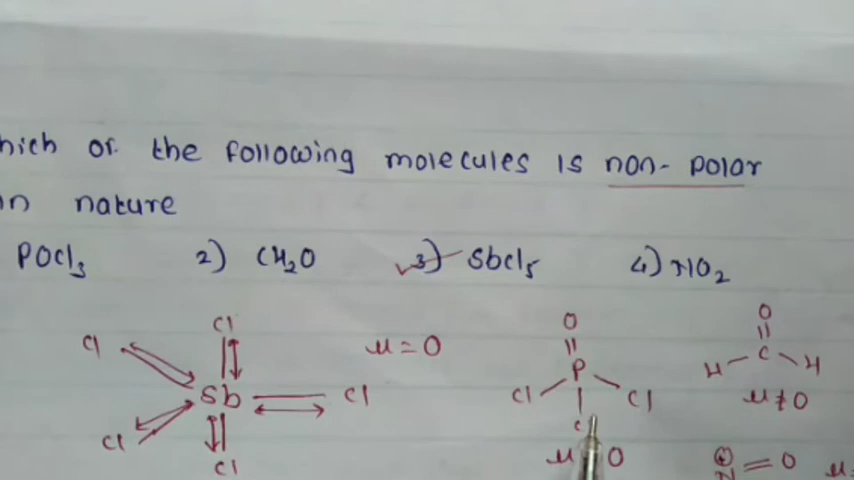 hich of the following molecules is non-polar
in nature
POCl₃ 2) CH₂O 3) SbCl₅ 4) NO₂
Cl
Cl
Sb
Cl
Cl
Cl
μ = 0
O
P
Cl
Cl
μ
0
O
H
C
H
μ ≠ 0
N
= O
μ